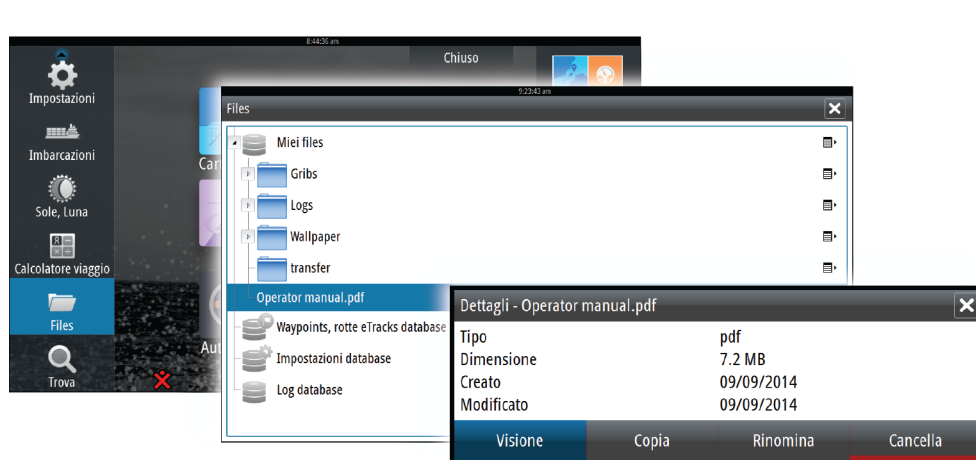 8:44:36 am
Chiuso
Impostazioni
Imbarcazioni
Sole, Luna
Calcolatore viaggio
Files
Trova
Car
Aut
9:23:43 am
Files
Miei files
Gribs
Logs
Wallpaper
transfer
Operator manual.pdf
Waypoints, rotte eTracks database
Impostazioni database
Log database
Dettagli - Operator manual.pdf
Tipo pdf
Dimensione 7.2 MB
Creato 09/09/2014
Modificato 09/09/2014
Visione Copia Rinomina Cancella